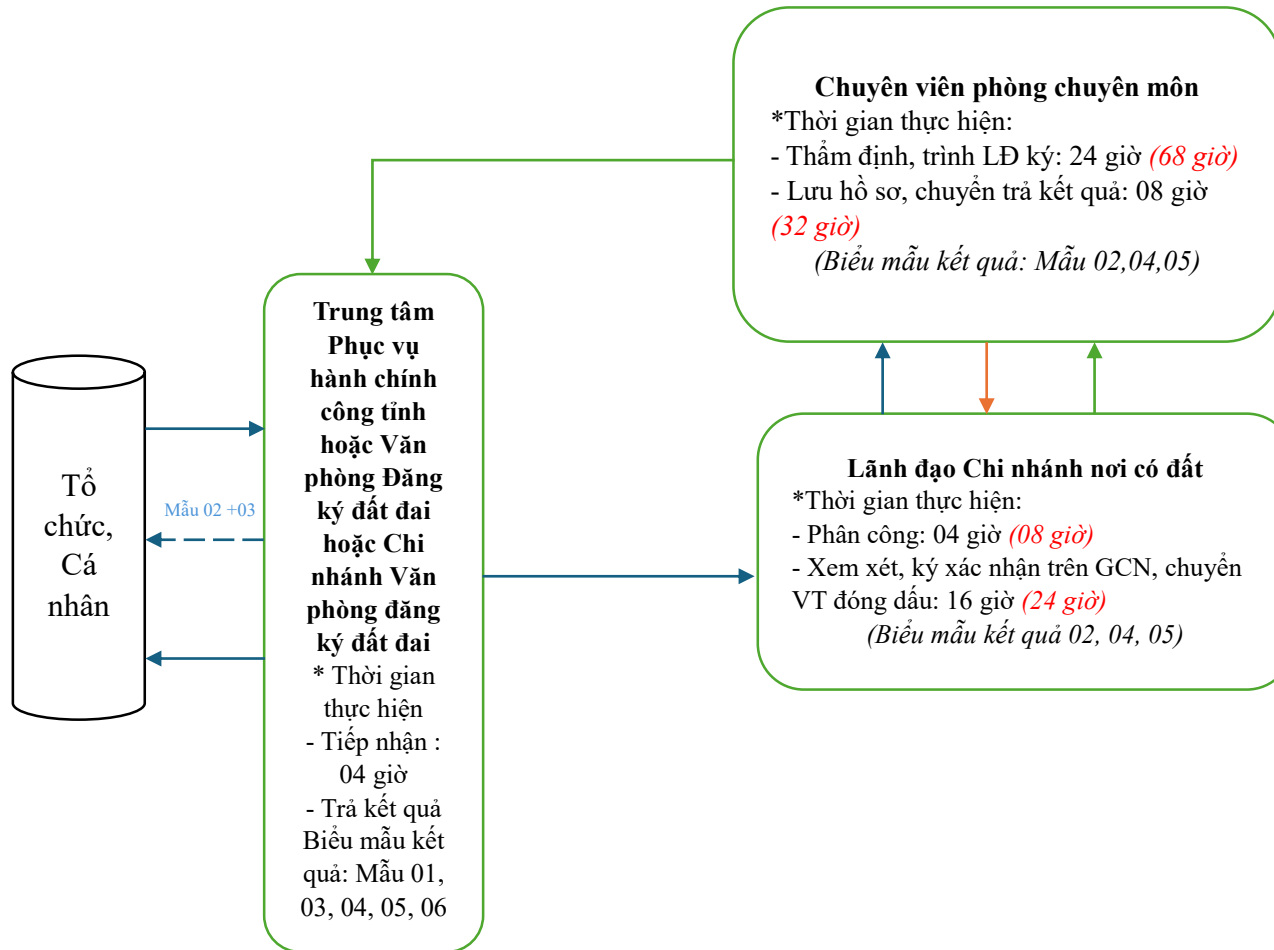 Chuyên viên phòng chuyên môn
*Thời gian thực hiện:
- Thẩm định, trình LĐ ký: 24 giờ (68 giờ)
- Lưu hồ sơ, chuyển trả kết quả: 08 giờ
(32 giờ)
(Biểu mẫu kết quả: Mẫu 02,04,05)
Tổ
chức,
Cá
nhân
Mẫu 02 +03
Trung tâm
Phục vụ
hành chính
công tỉnh
hoặc Văn
phòng Đăng
ký đất đai
hoặc Chi
nhánh Văn
phòng đăng
ký đất đai
* Thời gian
thực hiện
- Tiếp nhận :
04 giờ
- Trả kết quả
Biểu mẫu kết
quả: Mẫu 01,
03, 04, 05, 06
Lãnh đạo Chi nhánh nơi có đất
*Thời gian thực hiện:
- Phân công: 04 giờ (08 giờ)
- Xem xét, ký xác nhận trên GCN, chuyển
VT đóng dấu: 16 giờ (24 giờ)
(Biểu mẫu kết quả 02, 04, 05)